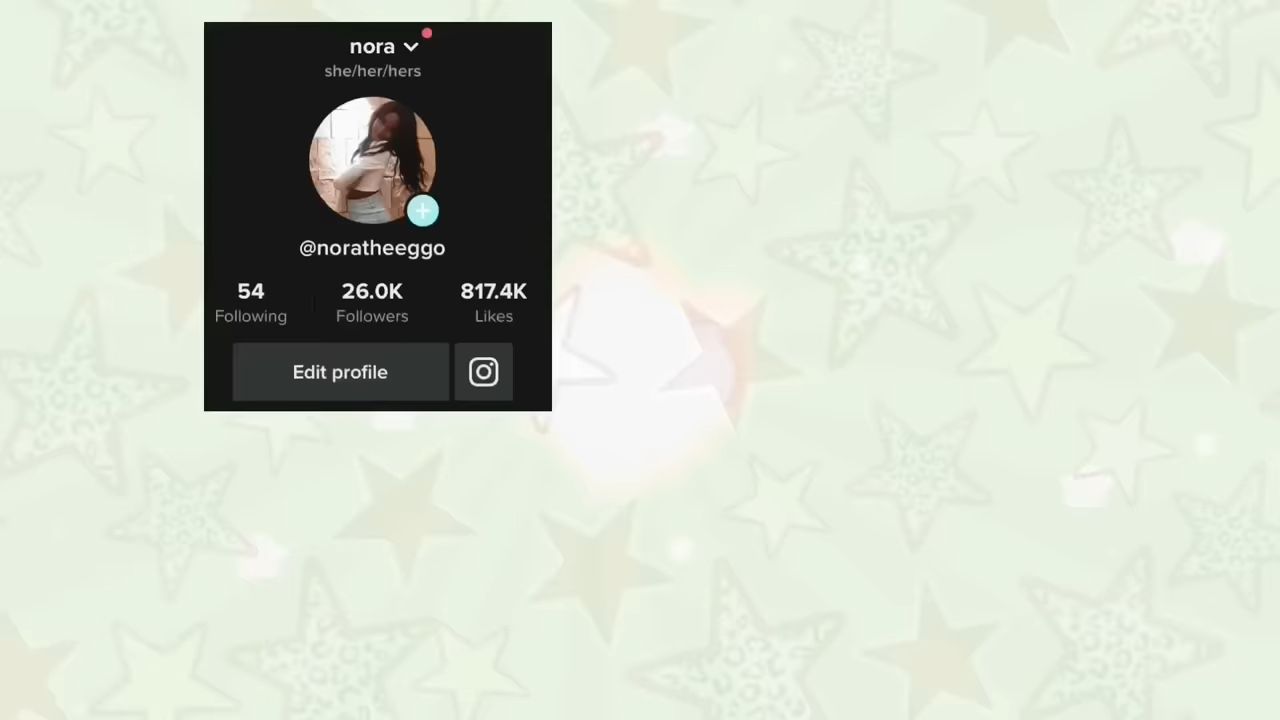 nora
she/her/hers
@noratheeggo
54 26.0K 817.4K
Following Followers Likes
Edit profile